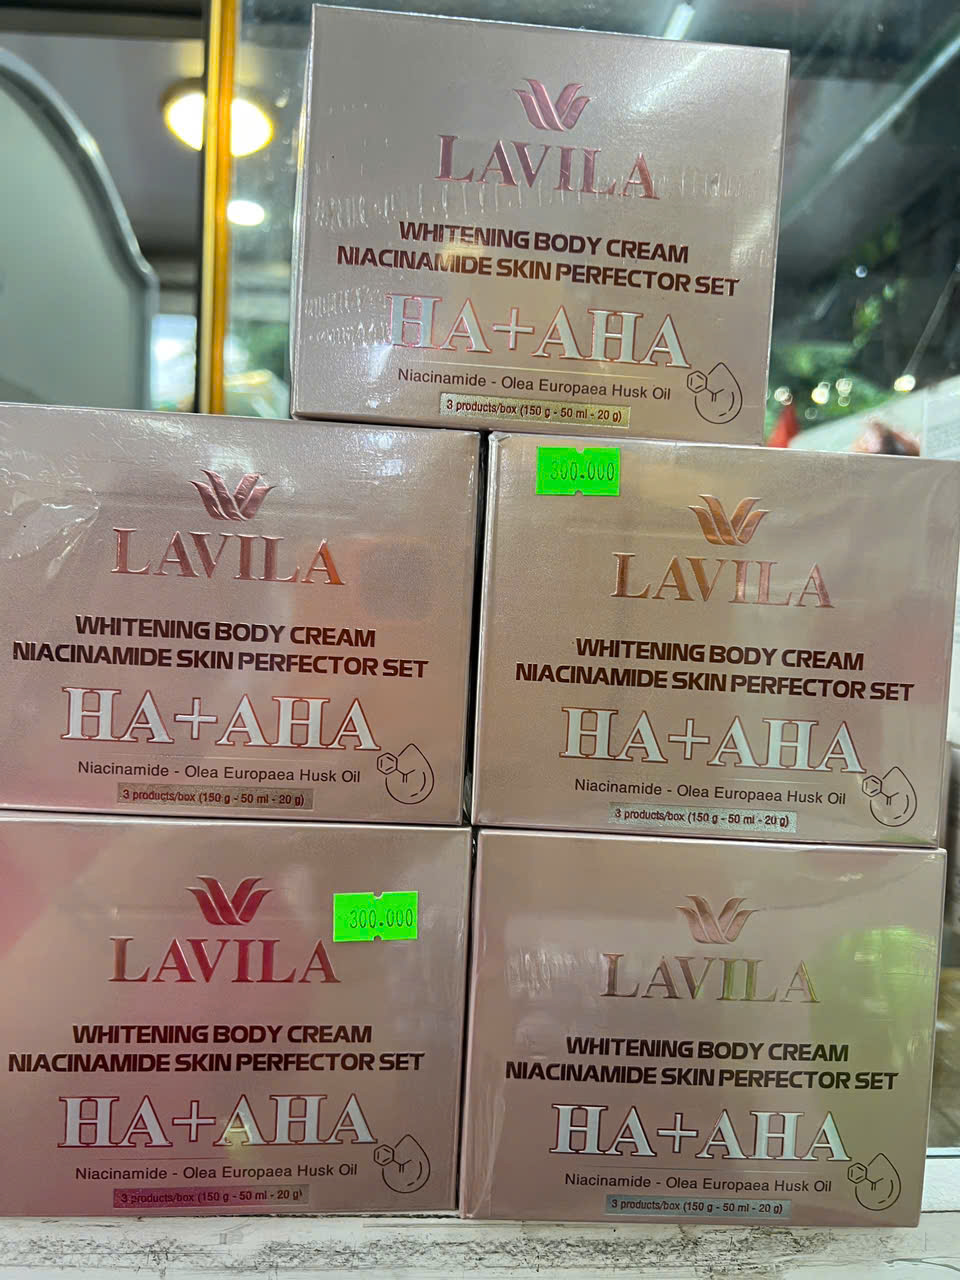 LAVILA
WHITENING BODY CREAM
NIACINAMIDE SKIN PERFECTOR SET
HA+AHA
Niacinamide - Olea Europaea Husk Oil
3 products/box (150 g - 50 ml - 20 g)
LAVILA
WHITENING BODY CREAM
NIACINAMIDE SKIN PERFECTOR SET
HA+AHA
Niacinamide - Olea Europaea Husk Oil
3 products/box (150 g - 50 ml - 20 g)
300.000
LAVILA
WHITENING BODY CREAM
NIACINAMIDE SKIN PERFECTOR SET
HA+AHA
Niacinamide - Olea Europaea Husk Oil
3 products/box (150 g - 50 ml - 20 g)
300.000
LAVILA
WHITENING BODY CREAM
NIACINAMIDE SKIN PERFECTOR SET
HA+AHA
Niacinamide - Olea Europaea Husk Oil
3 products/box (150 g - 50 ml - 20 g)
LAVILA
WHITENING BODY CREAM
NIACINAMIDE SKIN PERFECTOR SET
HA+AHA
Niacinamide - Olea Europaea Husk Oil
3 products/box (150 g - 50 ml - 20 g)